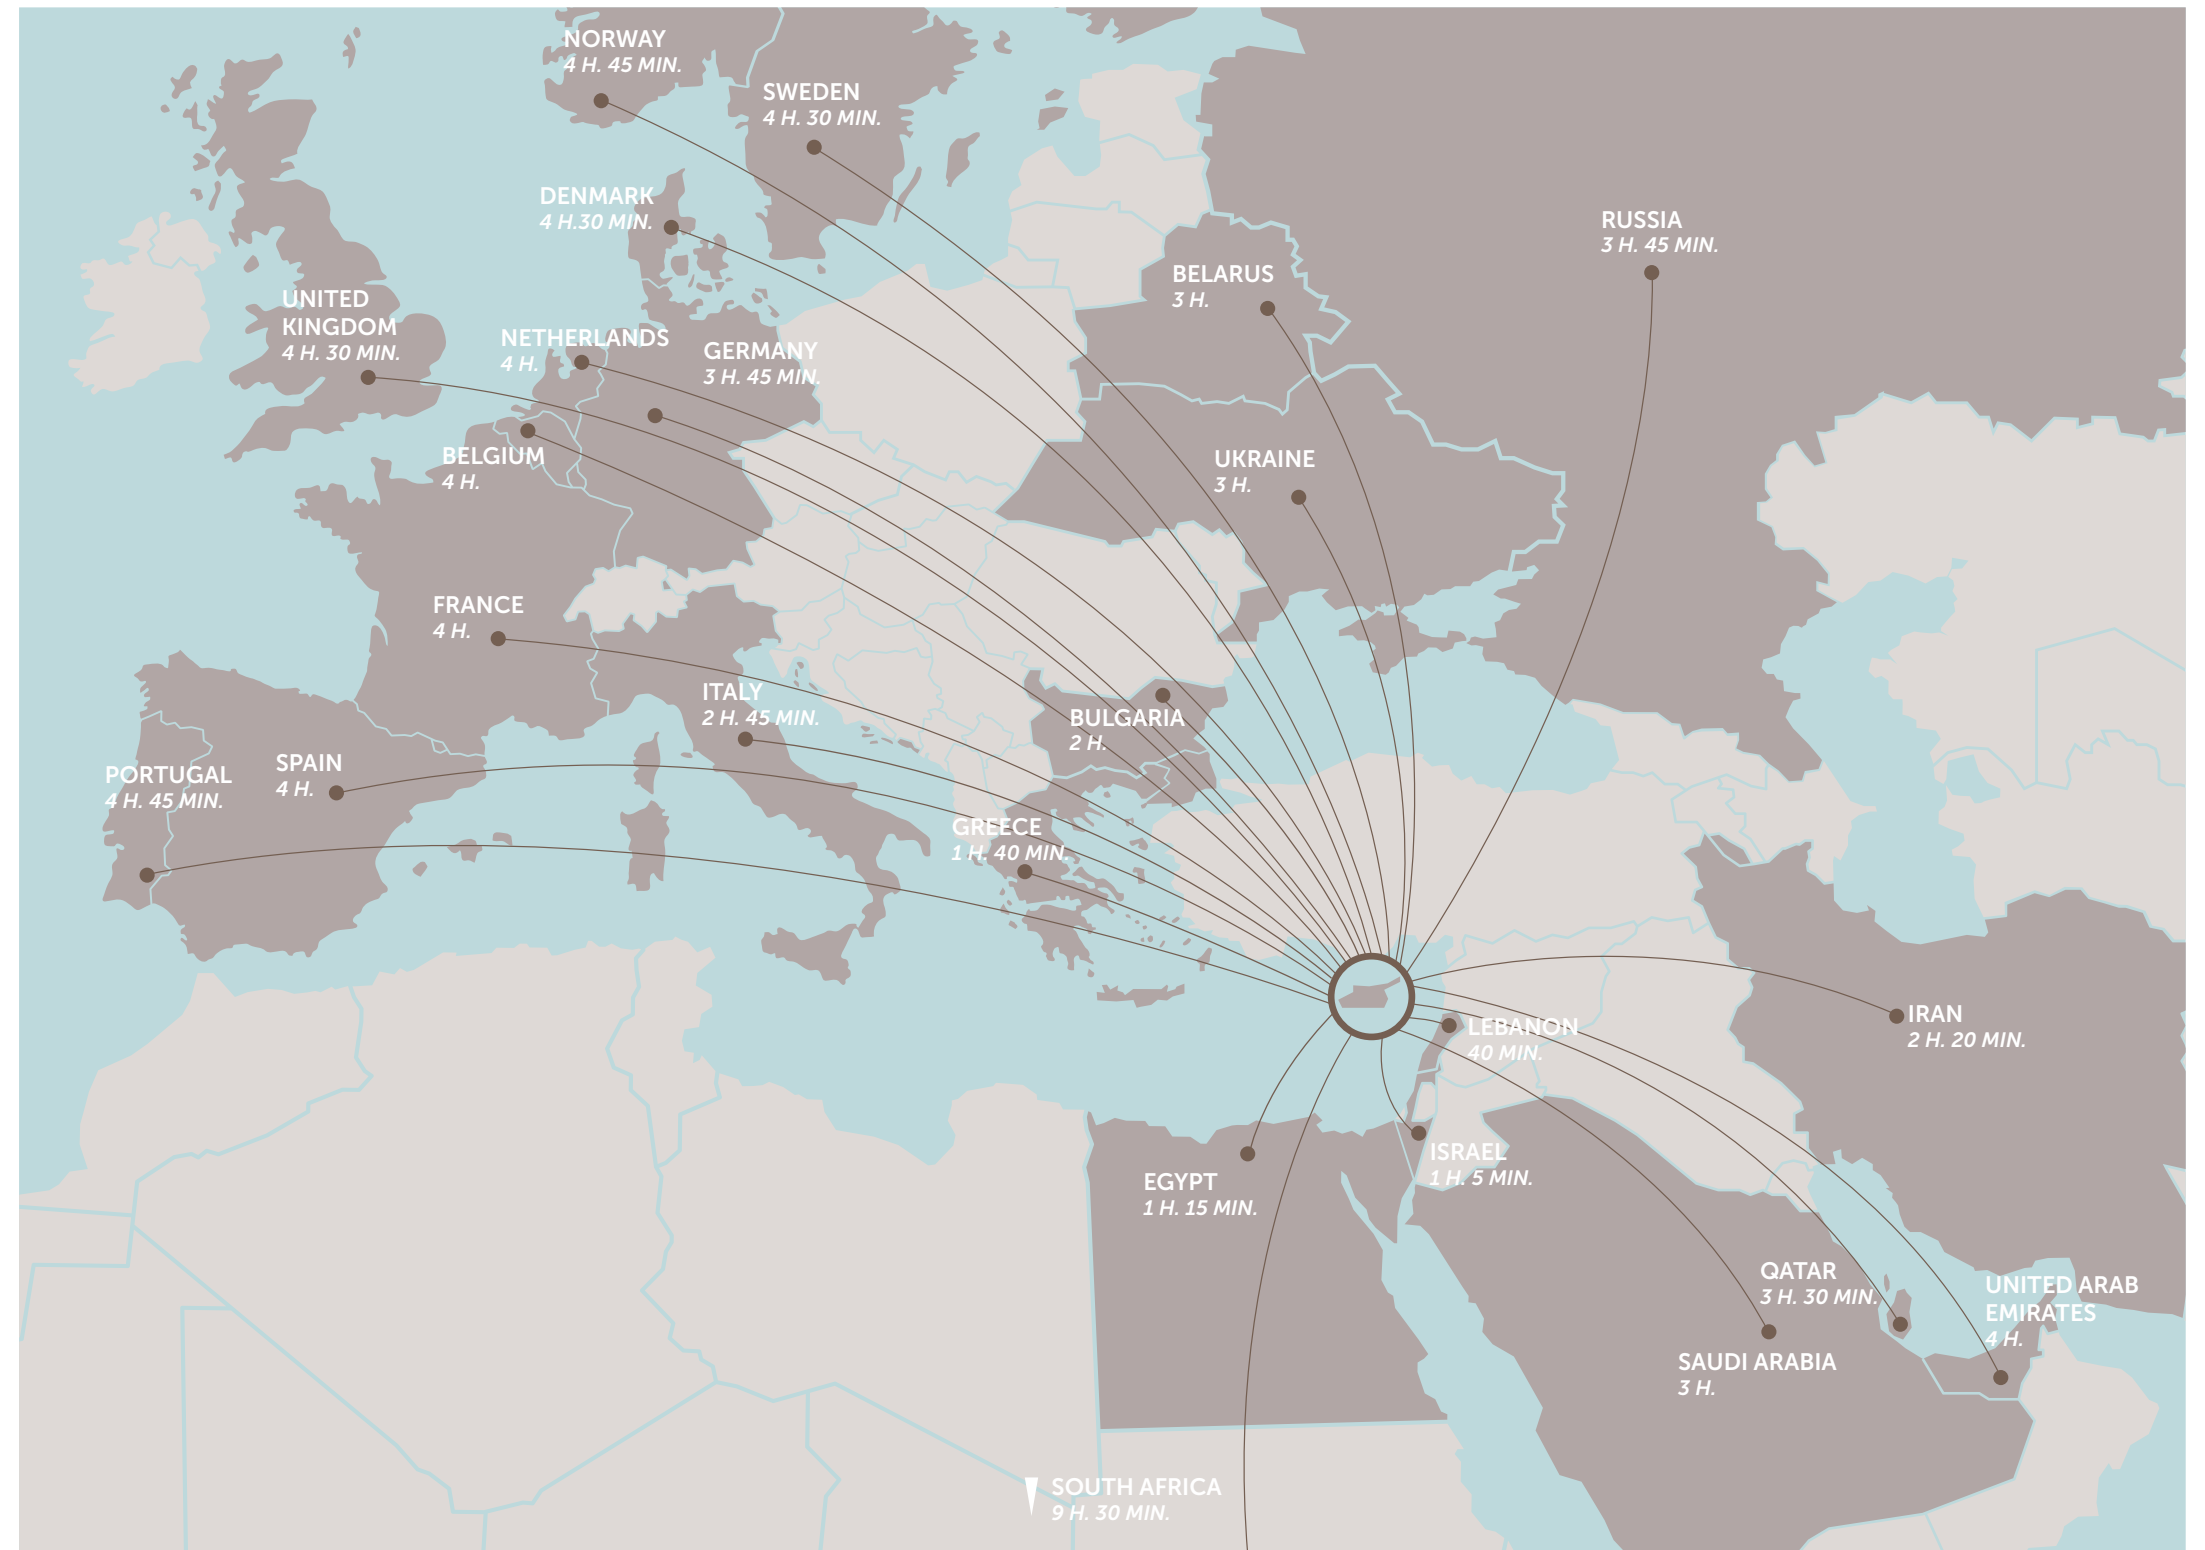 NORWAY
4 H. 45 MIN.
SWEDEN
4 H. 30 MIN.
DENMARK
4 H.30 MIN.
RUSSIA
3 H. 45 MIN.
BELARUS
3 H.
UNITED
KINGDOM
4 H. 30 MIN.
NETHERLANDS
4 H.
GERMANY
3 H. 45 MIN.
BELGIUM
4 H.
UKRAINE
3 H.
FRANCE
4 H.
ITALY
2 H. 45 MIN.
BULGARIA
2 H.
PORTUGAL
4 H. 45 MIN.
SPAIN
4 H.
GREECE
1 H. 40 MIN.
IRAN
2 H. 20 MIN.
LEBANON
40 MIN.
ISRAEL
1 H. 5 MIN.
EGYPT
1 H. 15 MIN.
QATAR
3 H. 30 MIN.
UNITED ARAB
EMIRATES
4 H.
SAUDI ARABIA
3 H.
SOUTH AFRICA
9 H. 30 MIN.